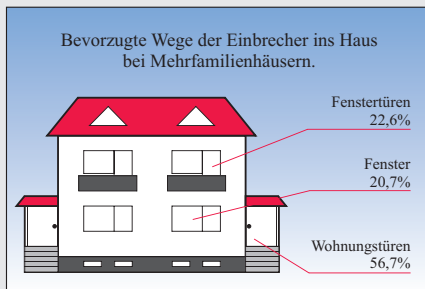 Bevorzugte Wege der Einbrecher ins Haus
bei Mehrfamilienhäusern.
Fenstertüren
22,6%
Fenster
20,7%
Wohnungstüren
56,7%